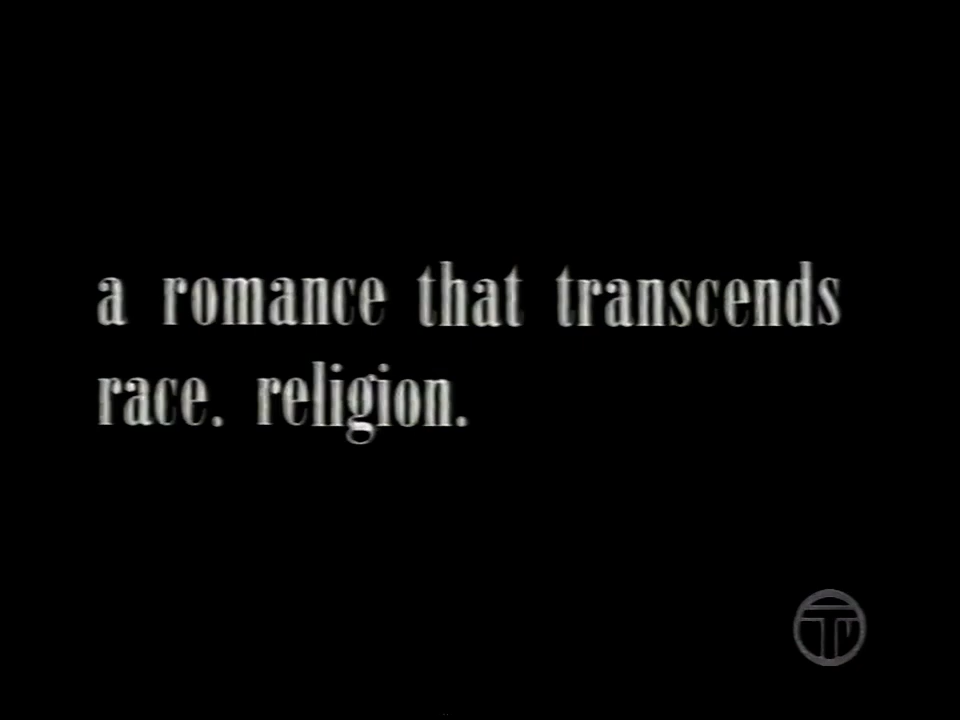 a romance that transcends
race. religion.